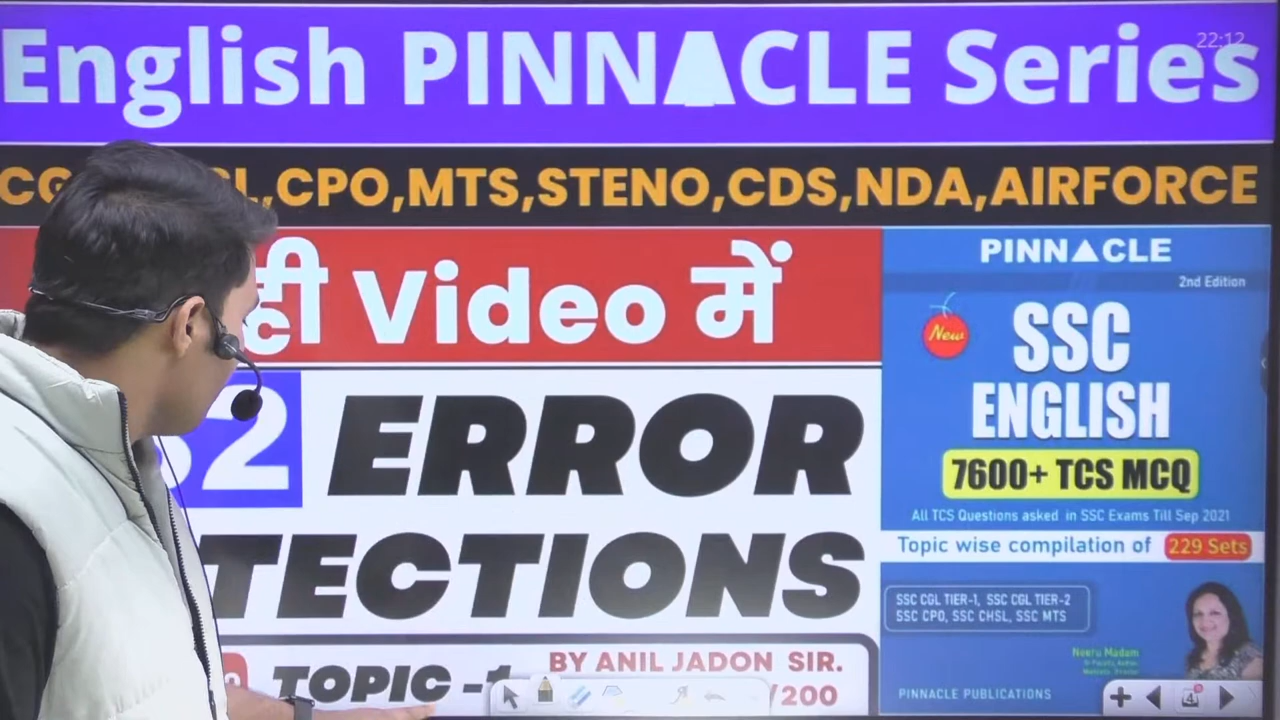 English PINNACLE Series
22:12
CPO,MTS,STENO,CDS,NDA,AIRFORCE
ही Video में
ERROR
TECTIONS
TOPIC -1
BY ANIL JADON SIR.
/200
PINNACLE
2nd Edition
New
SSC
ENGLISH
7600+ TCS MCQ
All TCS Questions asked in SSC Exams Till Sep 2021
Topic wise compilation of 229 Sets
SSC CGL TIER-1, SSC CGL TIER-2
SSC CPO, SSC CHSL, SSC MTS
Neeru Madam
PINNACLE PUBLICATIONS